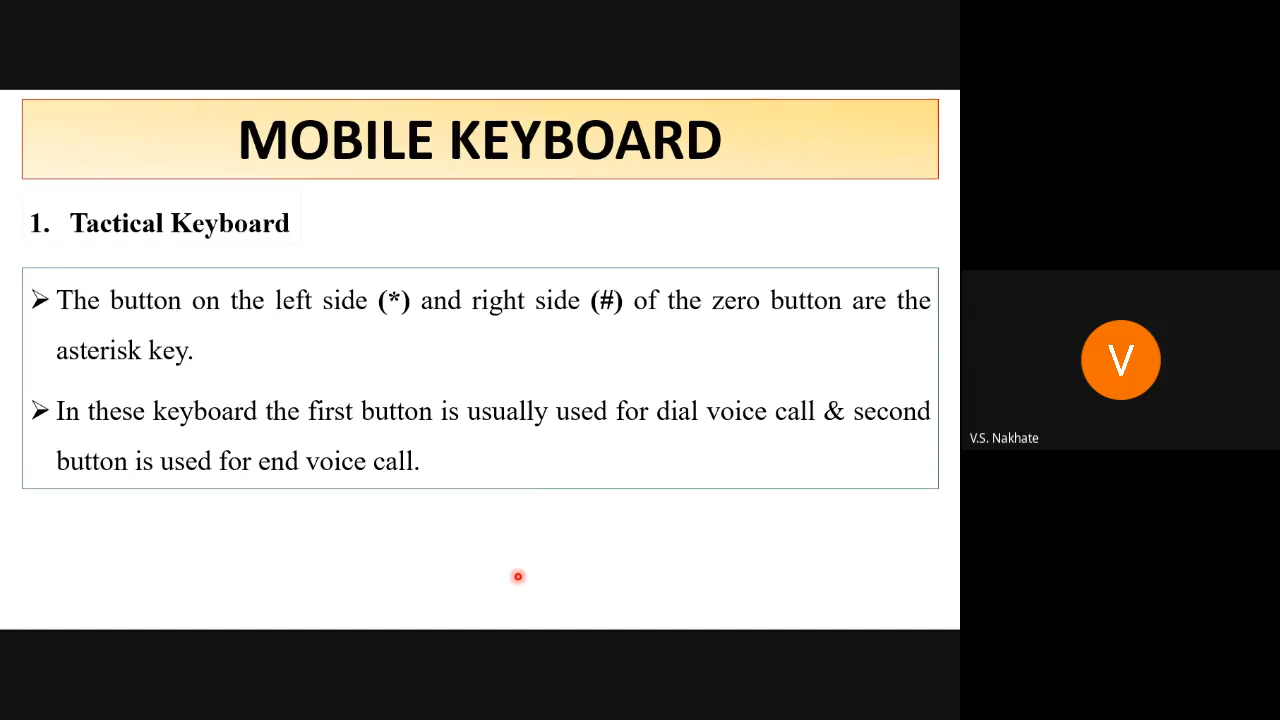 MOBILE KEYBOARD
1. Tactical Keyboard
➢ The button on the left side (*) and right side (#) of the zero button are the
asterisk key.
➢ In these keyboard the first button is usually used for dial voice call & second
button is used for end voice call.
V
V.S. Nakhate